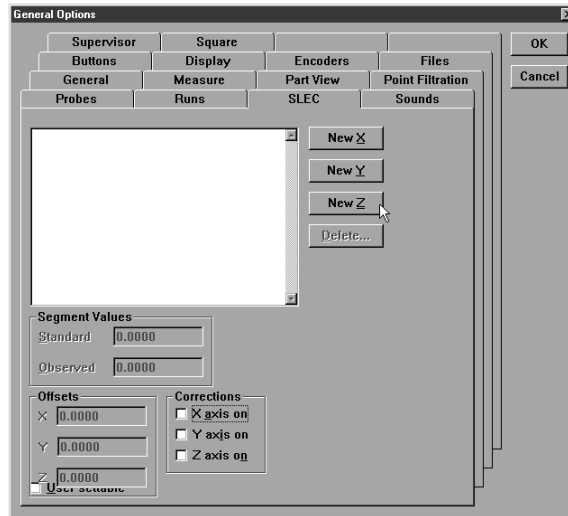 General Options
Supervisor Square
OK
Buttons Display Encoders Files
General Measure Part View Point Filtration
Cancel
Probes Runs SLEC Sounds
New X
New Y
New Z
Delete...
Segment Values
Standard 0.0000
Observed 0.0000
Offsets
X 0.0000
Y 0.0000
Z 0.0000
User settable
Corrections
X axis on
Y axis on
Z axis on